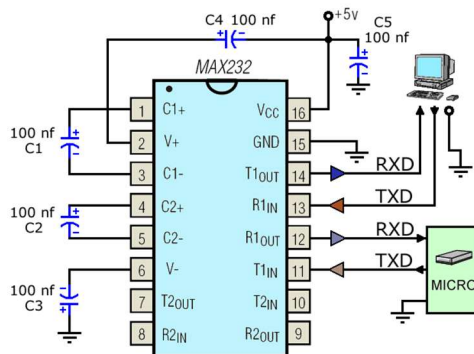 C4 100 nf
+5v
C5
100 nf
MAX232
1 C1+
VCC 16
100 nf
C1
2 V+
GND 15
3 C1-
T1OUT 14
RXD
4 C2+
R1IN 13
TXD
100 nf
C2
5 C2-
R1OUT 12
RXD
6 V-
T1IN 11
TXD
100 nf
C3
MICRO
7 T2OUT
T2IN 10
8 R2IN
R2OUT 9